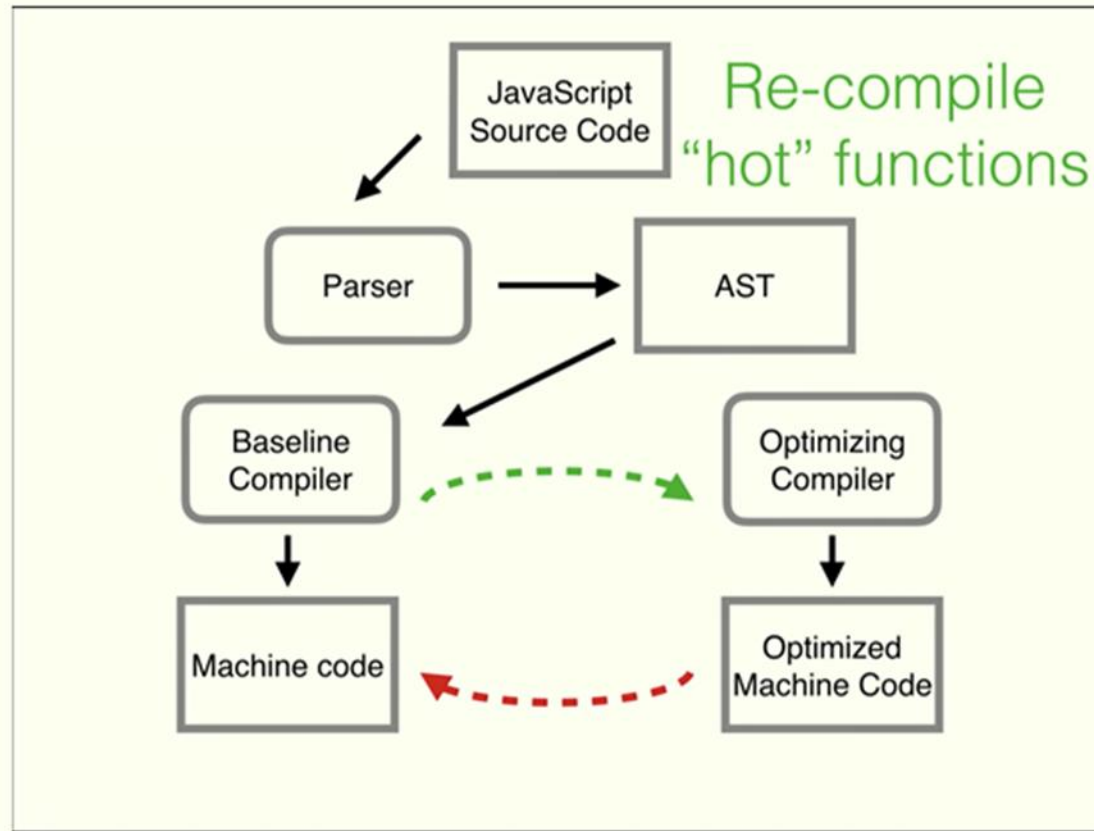 JavaScript
Source Code
Re-compile
“hot” functions
Parser
AST
Baseline
Compiler
Optimizing
Compiler
Machine code
Optimized
Machine Code